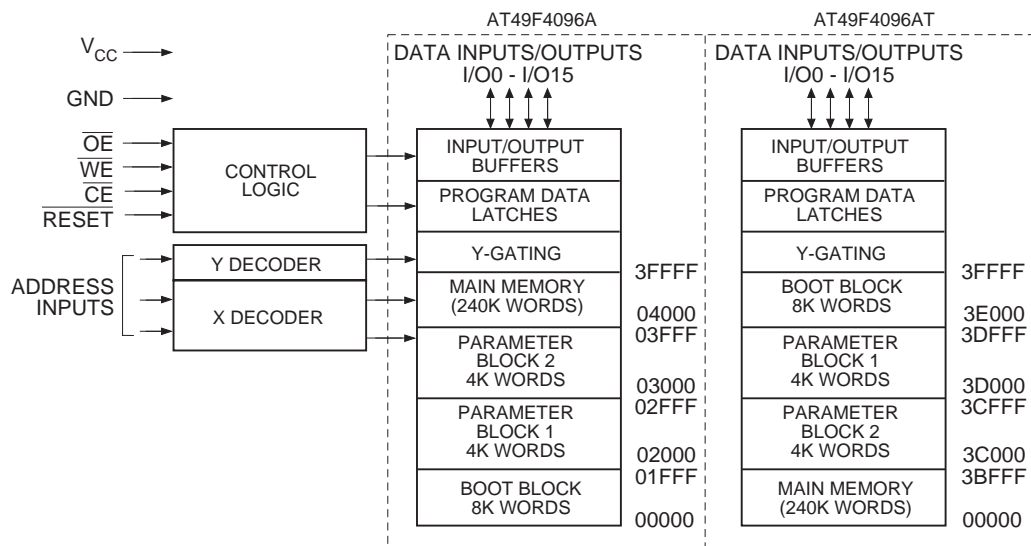 AT49F4096A
AT49F4096AT
VCC
GND
OE
WE
CE
RESET
ADDRESS
INPUTS
CONTROL
LOGIC
Y DECODER
X DECODER
DATA INPUTS/OUTPUTS
I/O0 - I/O15
INPUT/OUTPUT
BUFFERS
PROGRAM DATA
LATCHES
Y-GATING
MAIN MEMORY
(240K WORDS)
PARAMETER
BLOCK 2
4K WORDS
PARAMETER
BLOCK 1
4K WORDS
BOOT BLOCK
8K WORDS
3FFFF
04000
03FFF
03000
02FFF
02000
01FFF
00000
DATA INPUTS/OUTPUTS
I/O0 - I/O15
INPUT/OUTPUT
BUFFERS
PROGRAM DATA
LATCHES
Y-GATING
BOOT BLOCK
8K WORDS
PARAMETER
BLOCK 1
4K WORDS
PARAMETER
BLOCK 2
4K WORDS
MAIN MEMORY
(240K WORDS)
3FFFF
3E000
3DFFF
3D000
3CFFF
3C000
3BFFF
00000